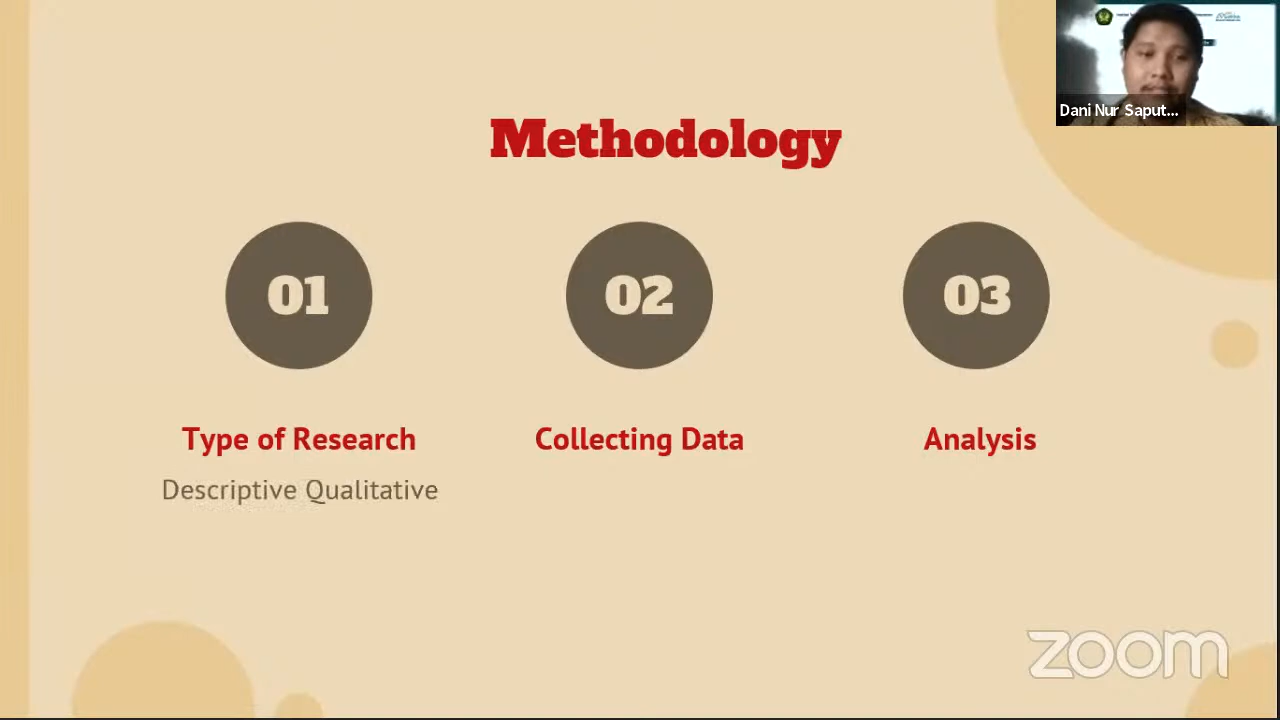 Methodology
01
02
03
Type of Research
Collecting Data
Analysis
Descriptive Qualitative
Dani Nur Saput...
zoom